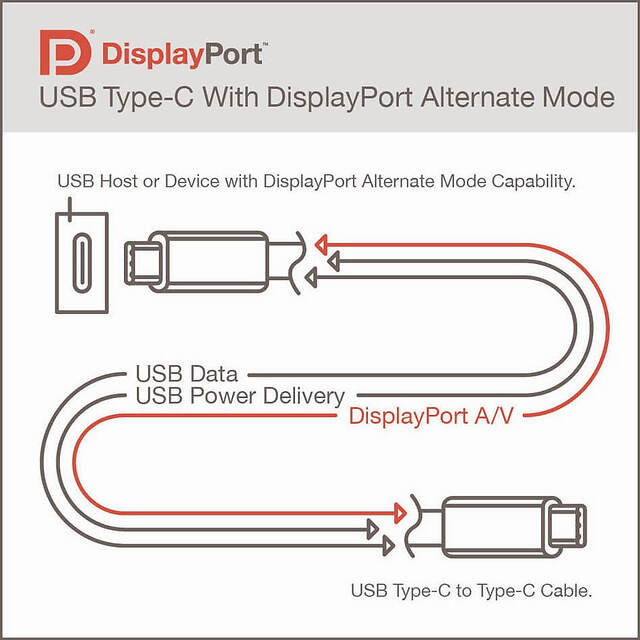 DisplayPort™
USB Type-C With DisplayPort Alternate Mode
USB Host or Device with DisplayPort Alternate Mode Capability.
USB Data
USB Power Delivery
DisplayPort A/V
USB Type-C to Type-C Cable.